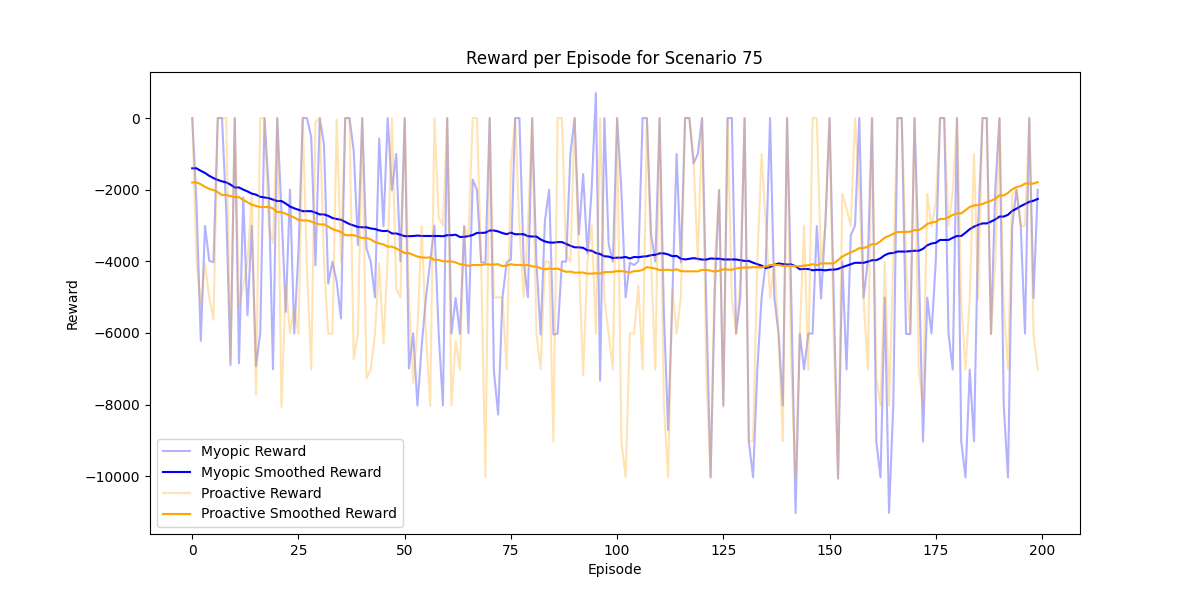 Reward per Episode for Scenario 75
Reward
0
−2000
−4000
−6000
−8000
−10000
Myopic Reward
Myopic Smoothed Reward
Proactive Reward
Proactive Smoothed Reward
0 25 50 75 100 125 150 175 200
Episode